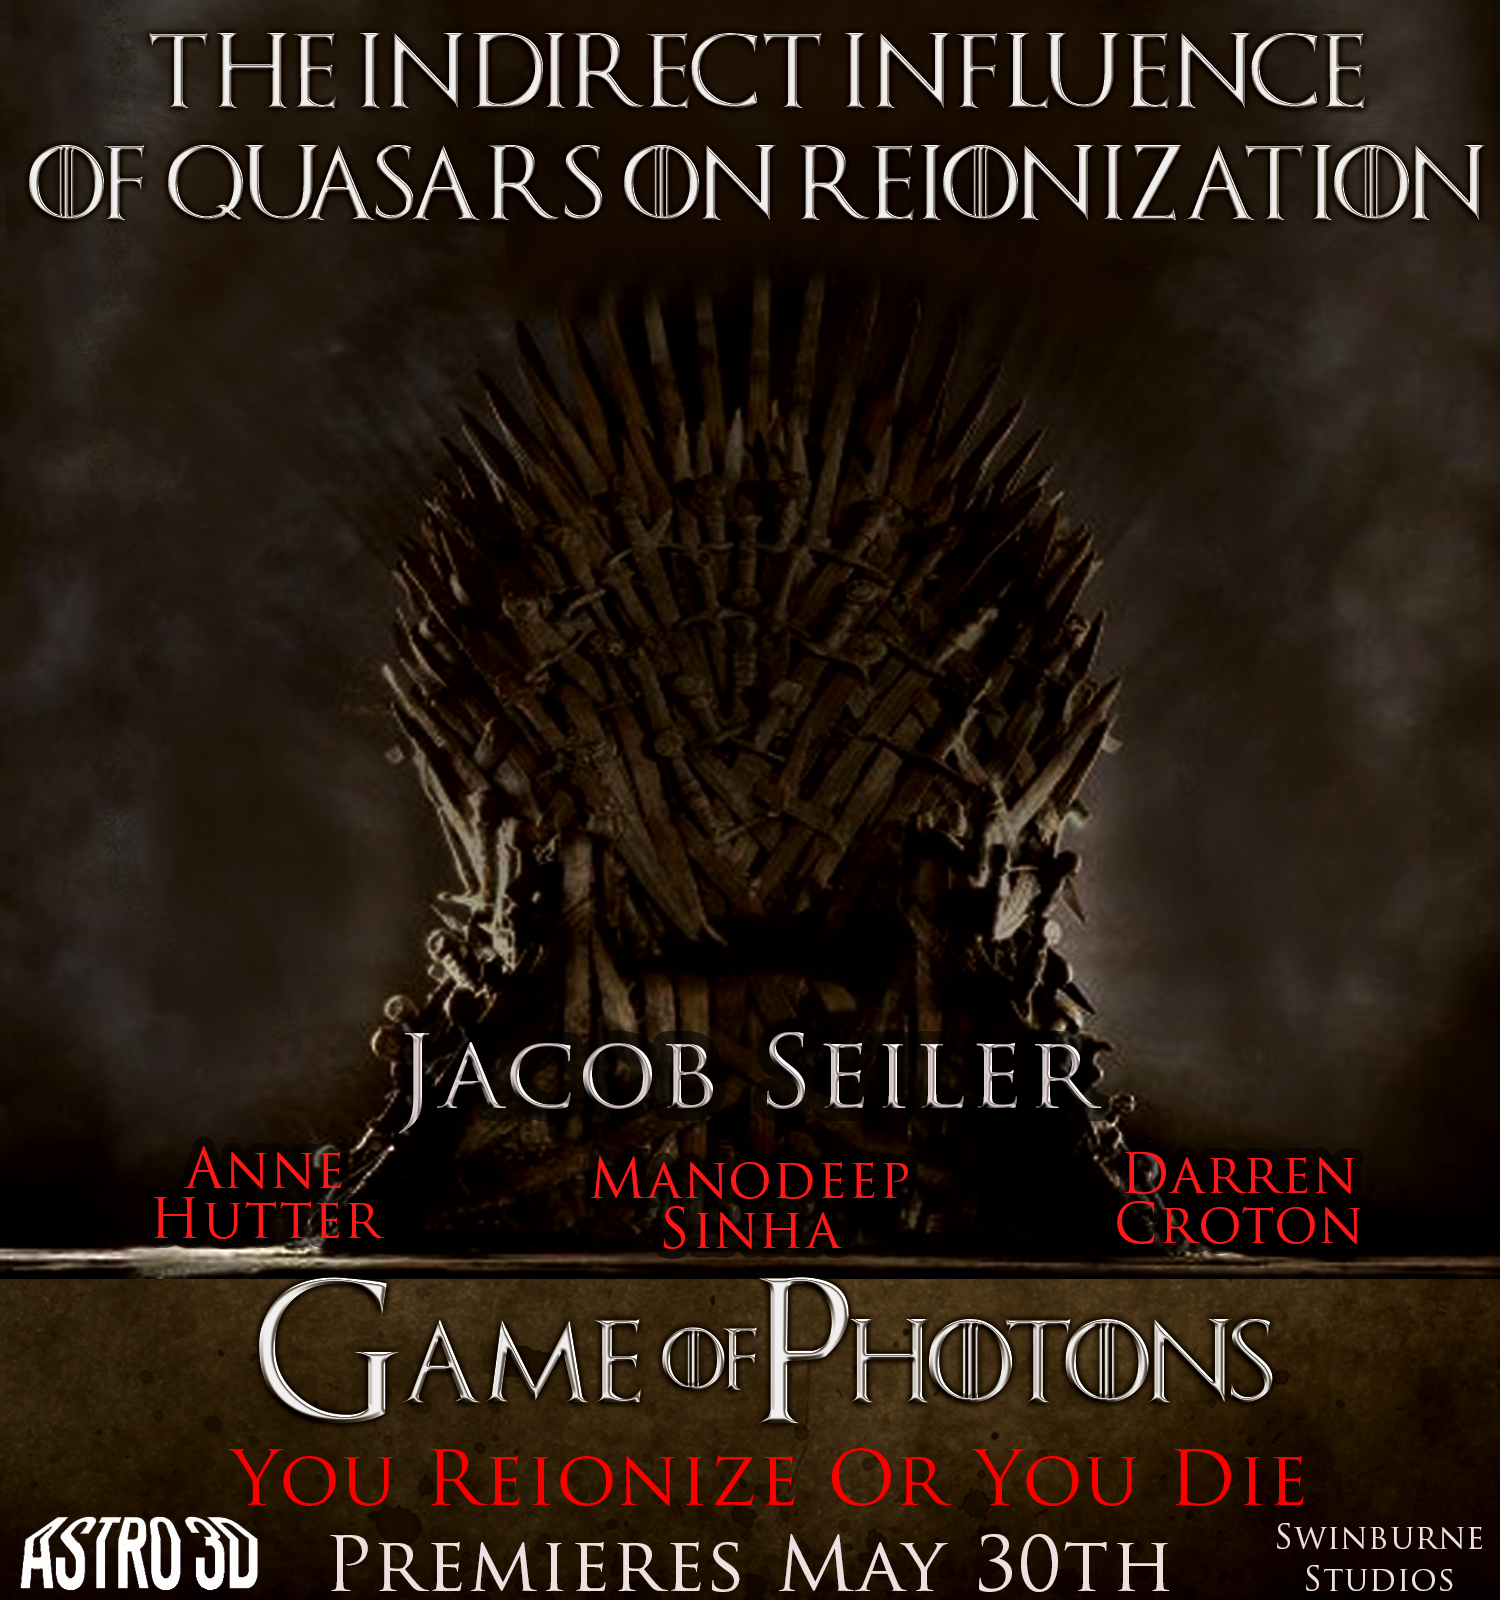 THE INDIRECT INFLUENCE
OF QUASARS ON REIONIZATION
JACOB SEILER
ANNE
HUTTER
MANODEEP
SINHA
DARREN
CROTON
GAME OF PHOTONS
YOU REIONIZE OR YOU DIE
ASTRO 3D
PREMIERES MAY 30TH
SWINBURNE
STUDIOS